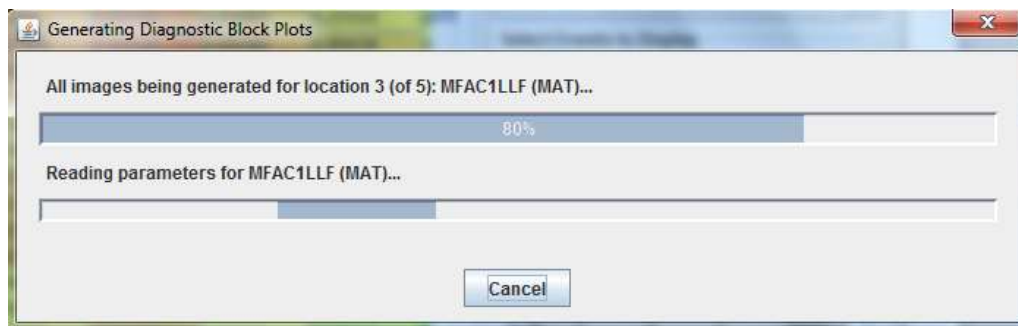 Generating Diagnostic Block Plots
All images being generated for location 3 (of 5): MFAC1LLF (MAT)...
80%
Reading parameters for MFAC1LLF (MAT)...
Cancel